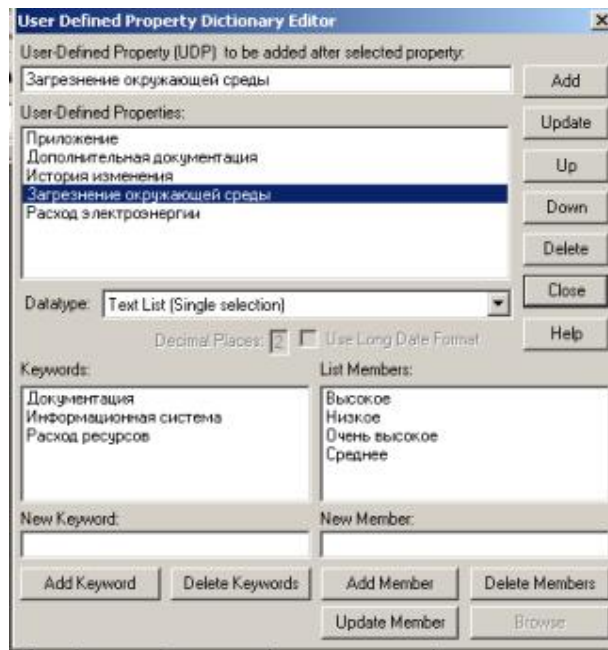 User Defined Property Dictionary Editor
User-Defined Property (UDP) to be added after selected property:
Загрезнение окружающей среды
Add
User-Defined Properties:
Update
Приложение
Дополнительная документация
История изменения
Загрезнение окружающей среды
Расход электроэнергии
Up
Down
Delete
Close
Datatype: Text List (Single selection)
Decimal Places: 2 Use Long Date Format
Help
Keywords:
List Members:
Документация
Информационная система
Расход ресурсов
Высокое
Низкое
Очень высокое
Среднее
New Keyword:
New Member:
Add Keyword
Delete Keywords
Add Member
Delete Members
Update Member
Browse